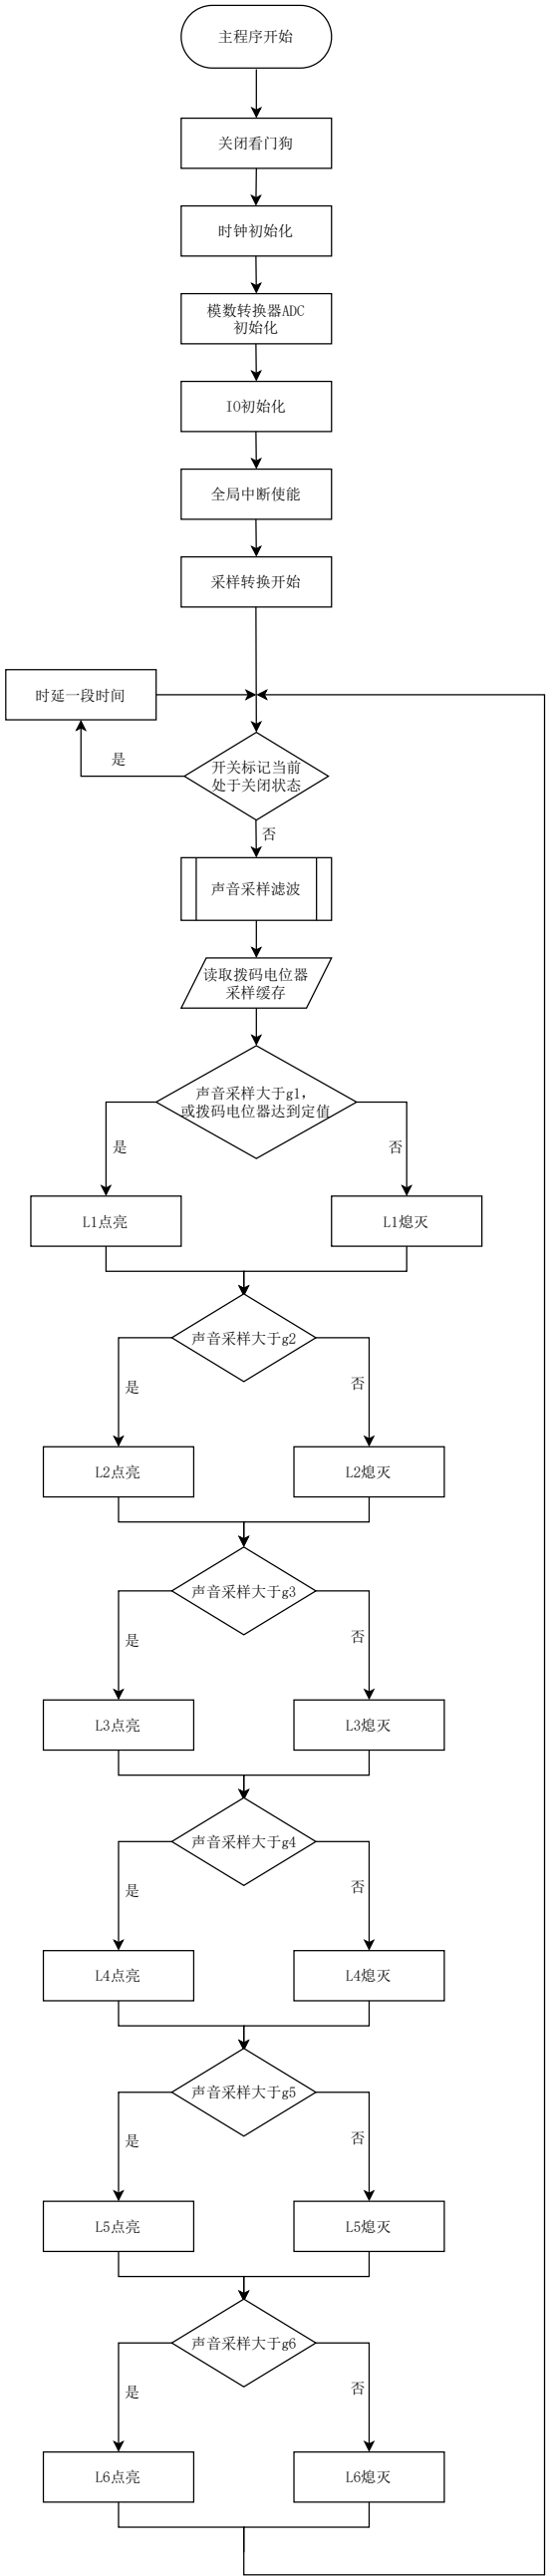 主程序开始
关闭看门狗
时钟初始化
模数转换器ADC
初始化
IO初始化
全局中断使能
采样转换开始
时延一段时间
是
开关标记当前
处于关闭状态
否
声音采样滤波
读取拨码电位器
采样缓存
声音采样大于g1,
或拨码电位器达到定值
是
否
L1点亮
L1熄灭
声音采样大于g2
是
否
L2点亮
L2熄灭
声音采样大于g3
是
否
L3点亮
L3熄灭
声音采样大于g4
是
否
L4点亮
L4熄灭
声音采样大于g5
是
否
L5点亮
L5熄灭
声音采样大于g6
是
否
L6点亮
L6熄灭